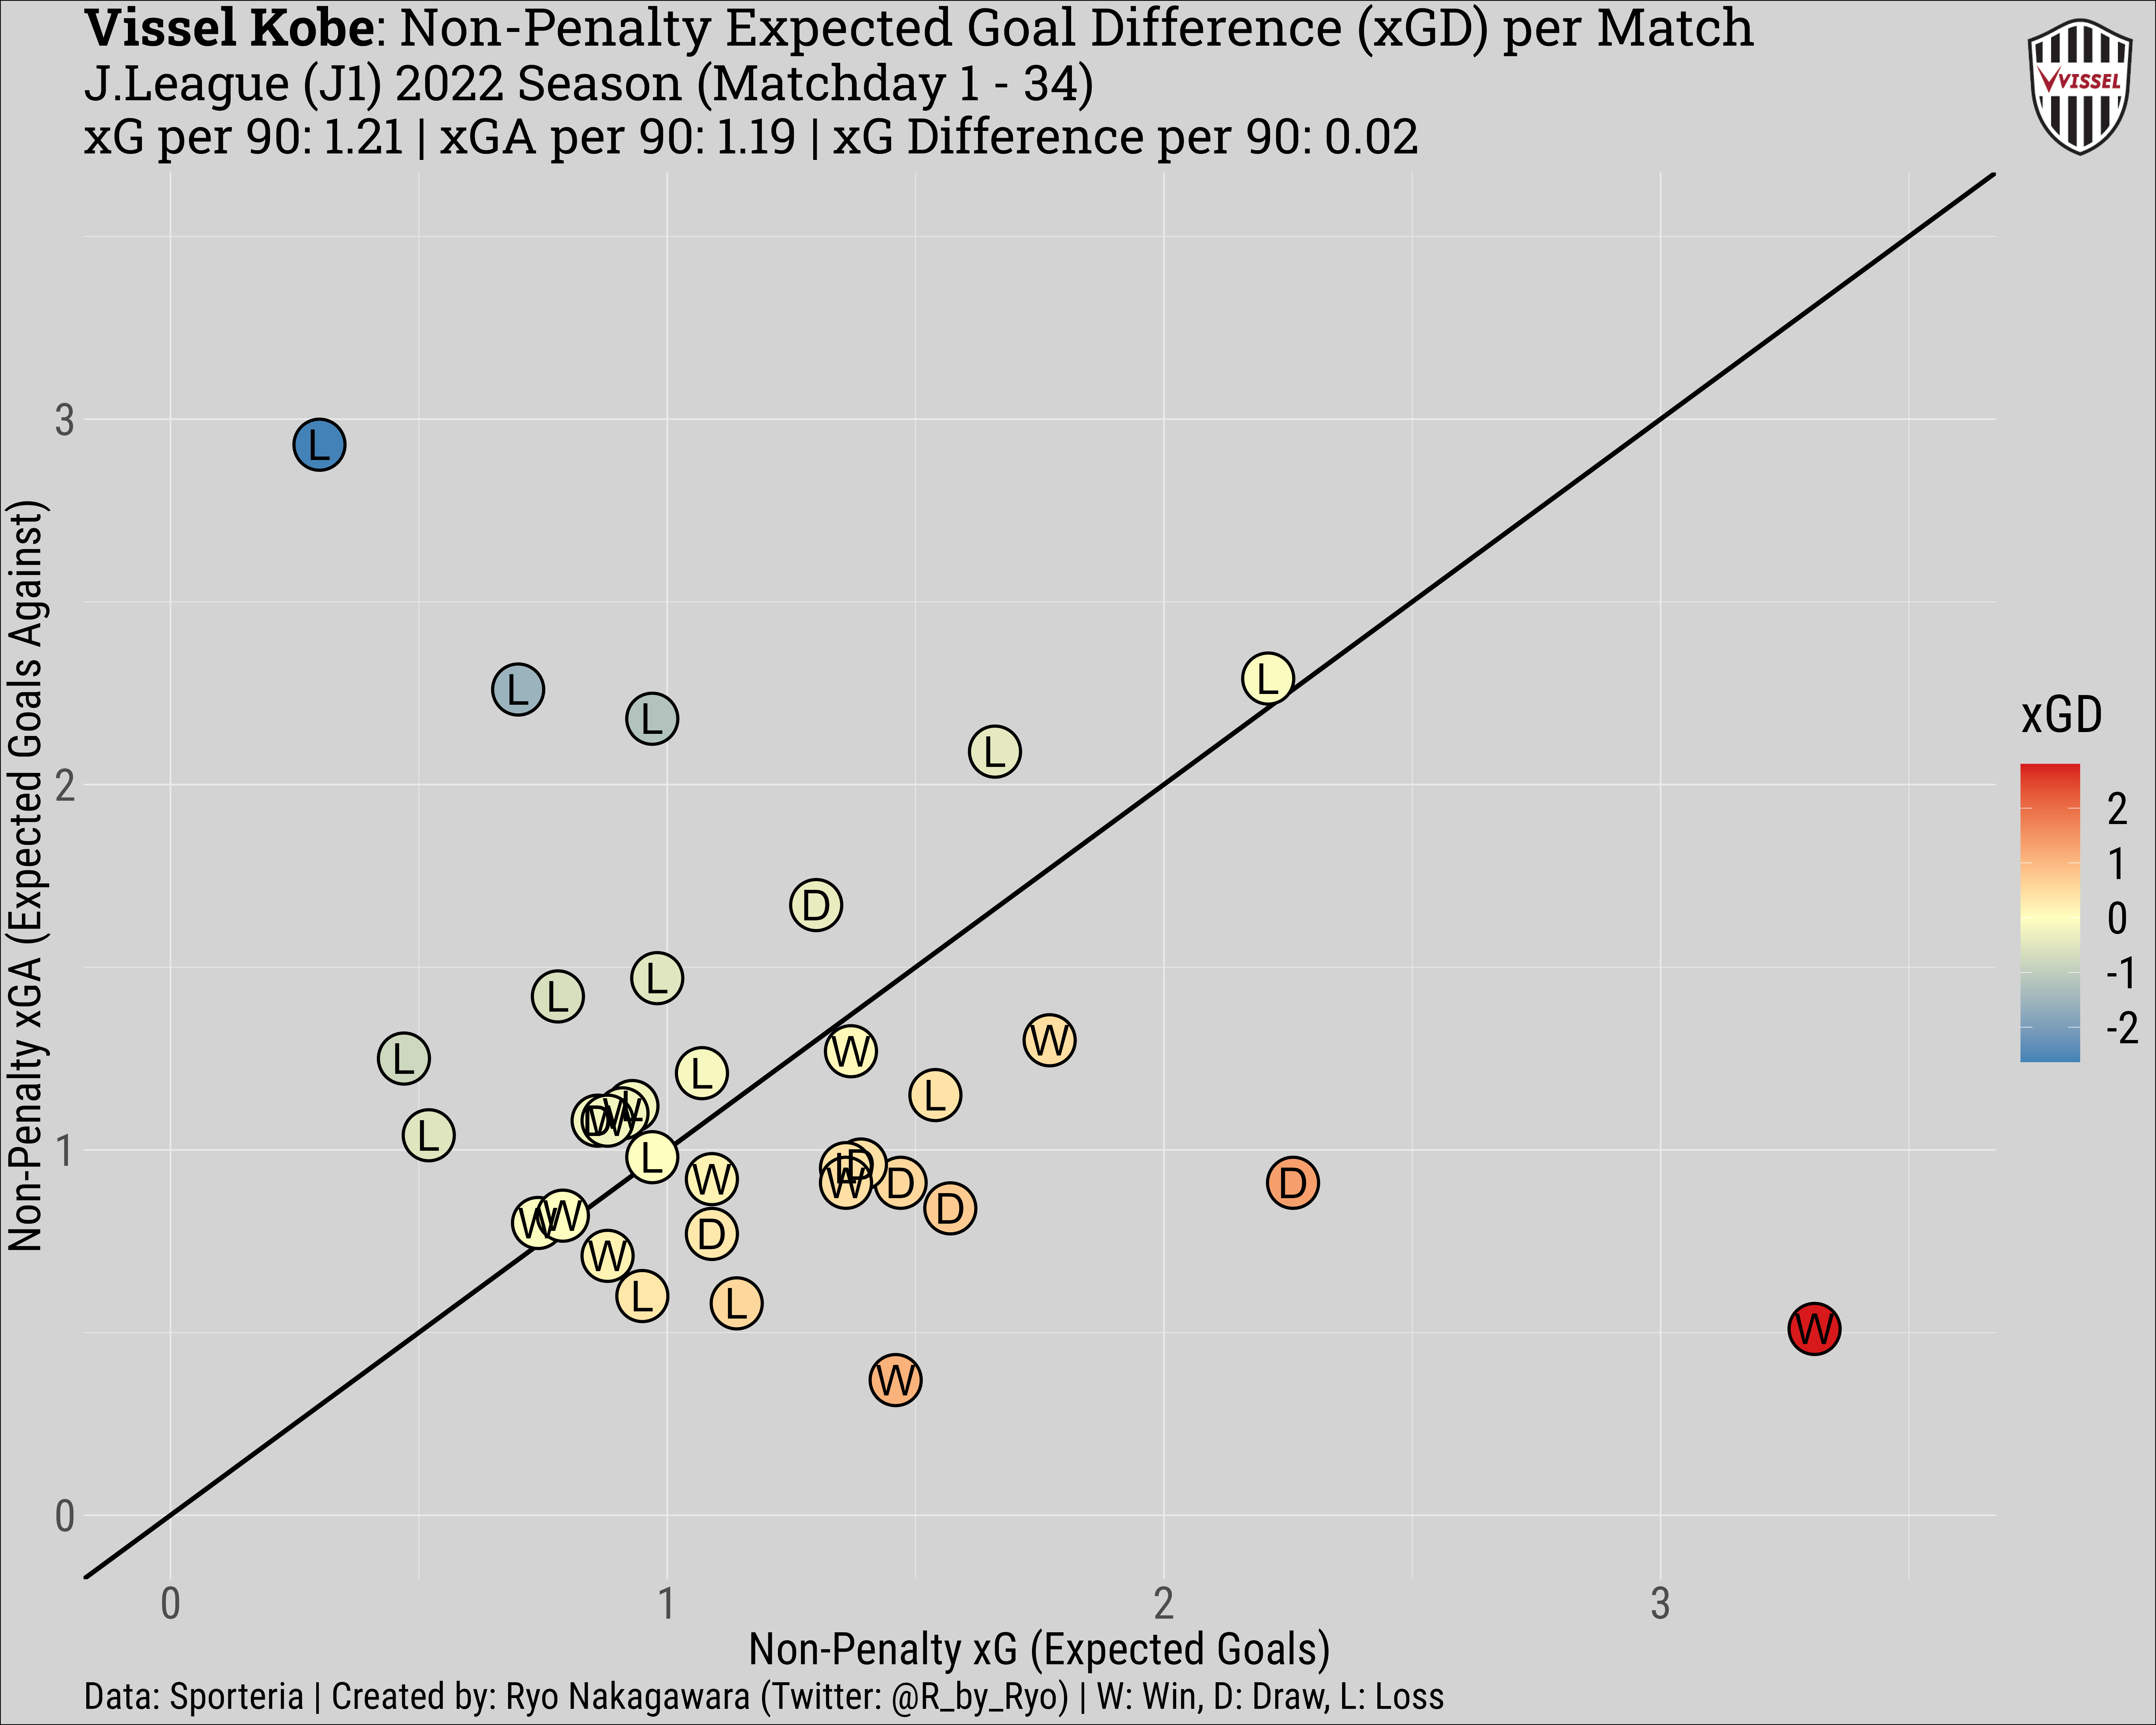 Vissel Kobe: Non-Penalty Expected Goal Difference (xGD) per Match
J.League (J1) 2022 Season (Matchday 1 - 34)
xG per 90: 1.21 | xGA per 90: 1.19 | xG Difference per 90: 0.02
VISSEL
Non-Penalty xGA (Expected Goals Against)
3
2
1
0
L
L
L
L
L
D
L
L
L
W
W
L
L
L
D
W
L
L
W
D
W
D
D
D
W
W
D
W
L
L
W
W
xGD
2
1
0
-1
-2
0
1
2
3
Non-Penalty xG (Expected Goals)
Data: Sporteria | Created by: Ryo Nakagawara (Twitter: @R_by_Ryo) | W: Win, D: Draw, L: Loss